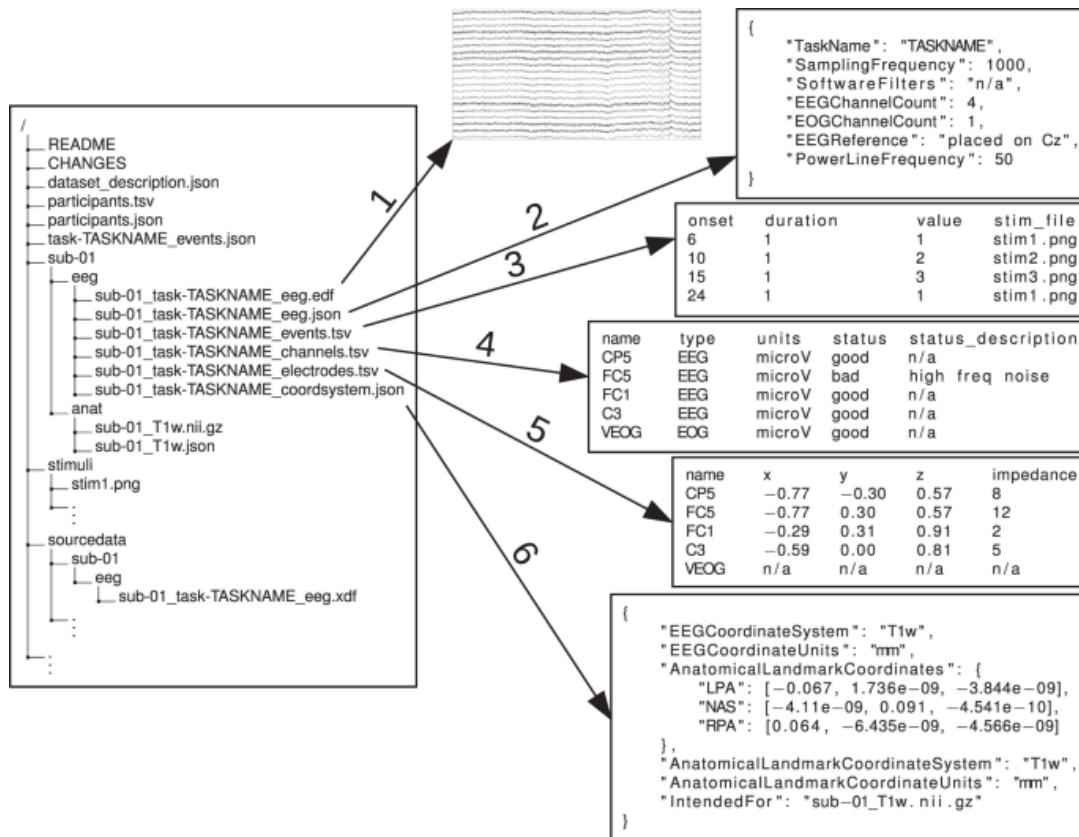 /
README
CHANGES
dataset_description.json
participants.tsv
participants.json
task-TASKNAME_events.json
sub-01
eeg
sub-01_task-TASKNAME_eeg.edf
sub-01_task-TASKNAME_eeg.json
sub-01_task-TASKNAME_events.tsv
sub-01_task-TASKNAME_channels.tsv
sub-01_task-TASKNAME_electrodes.tsv
sub-01_task-TASKNAME_coordsystem.json
anat
sub-01_T1w.nii.gz
sub-01_T1w.json
stimuli
stim1.png
sourcedata
sub-01
eeg
sub-01_task-TASKNAME_eeg.xdf
1
2
3
4
5
6
{
"TaskName": "TASKNAME",
"SamplingFrequency": 1000,
"SoftwareFilters": "n/a",
"EEGChannelCount": 4,
"EOGChannelCount": 1,
"EEGReference": "placed on Cz",
"PowerLineFrequency": 50
}
onset duration value stim_file
6 1 1 stim1.png
10 1 2 stim2.png
15 1 3 stim3.png
24 1 1 stim1.png
name type units status status_description
CP5 EEG microV good n/a
FC5 EEG microV bad high freq noise
FC1 EEG microV good n/a
C3 EEG microV good n/a
VEOG EOG microV good n/a
name x y z impedance
CP5 −0.77 −0.30 0.57 8
FC5 −0.77 0.30 0.57 12
FC1 −0.29 0.31 0.91 2
C3 −0.59 0.00 0.81 5
VEOG n/a n/a n/a n/a
{
"EEGCoordinateSystem": "T1w",
"EEGCoordinateUnits": "mm",
"AnatomicalLandmarkCoordinates": {
"LPA": [−0.067, 1.736e−09, −3.844e−09],
"NAS": [−4.11e−09, 0.091, −4.541e−10],
"RPA": [0.064, −6.435e−09, −4.566e−09]
},
"AnatomicalLandmarkCoordinateSystem": "T1w",
"AnatomicalLandmarkCoordinateUnits": "mm",
"IntendedFor": "sub−01_T1w.nii.gz"
}